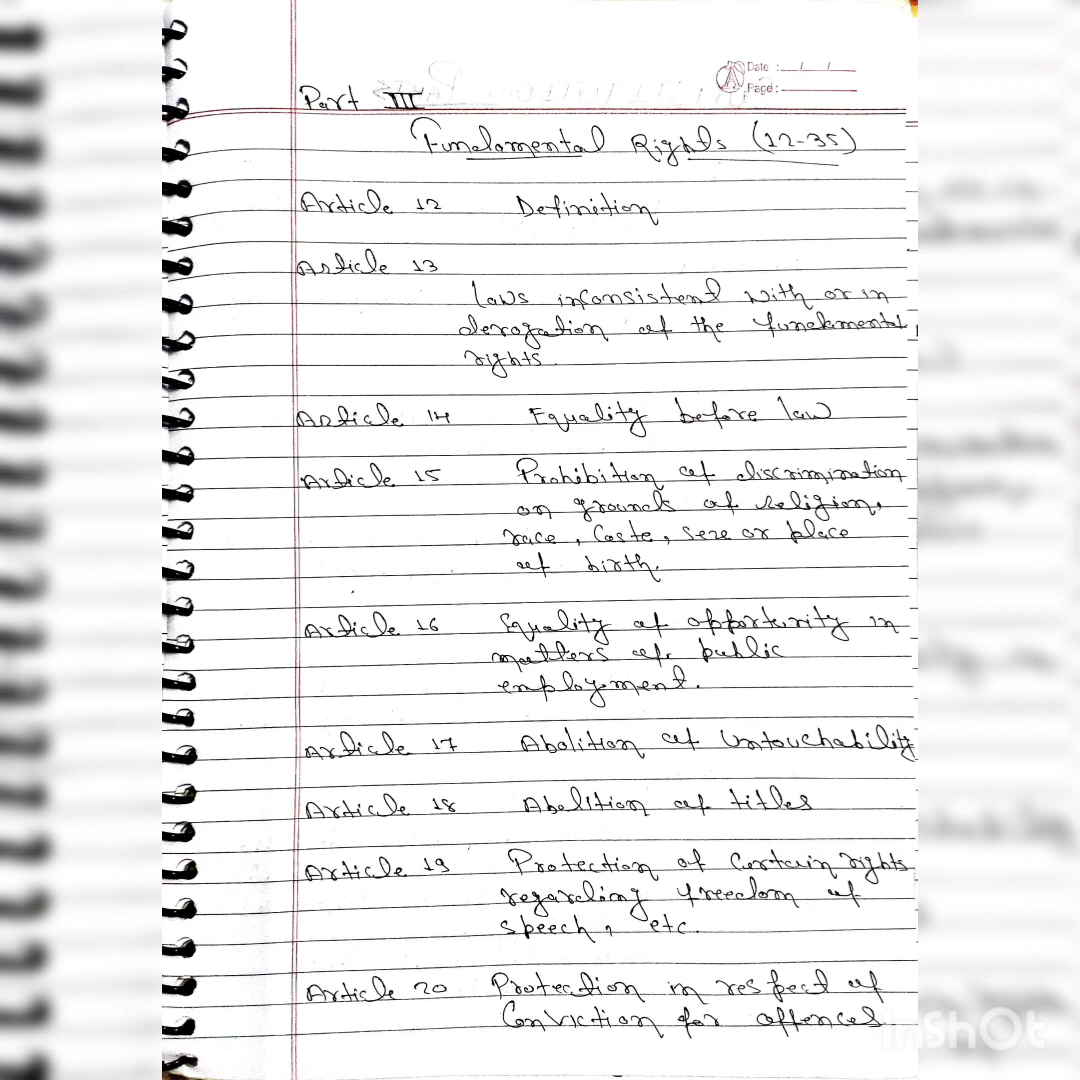 Date :
Page :
Part III
Fundamental Rights (12-35)
Article 12 Definition
Article 13
laws inconsistent with or in
derogation of the fundemental
rights.
Article 14 Equality before law
Article 15 Prohibition of discrimination
on grounds of religion,
race, Caste, sex or place
of birth.
Article 16 Equality of opportunity in
matters of public
employment.
Article 17 Abolition of Untouchability
Article 18 Abolition of titles
Article 19 Protection of Certain rights
regarding freedom of
speech, etc.
Article 20 Protection in respect of
Conviction for offences
InShOt